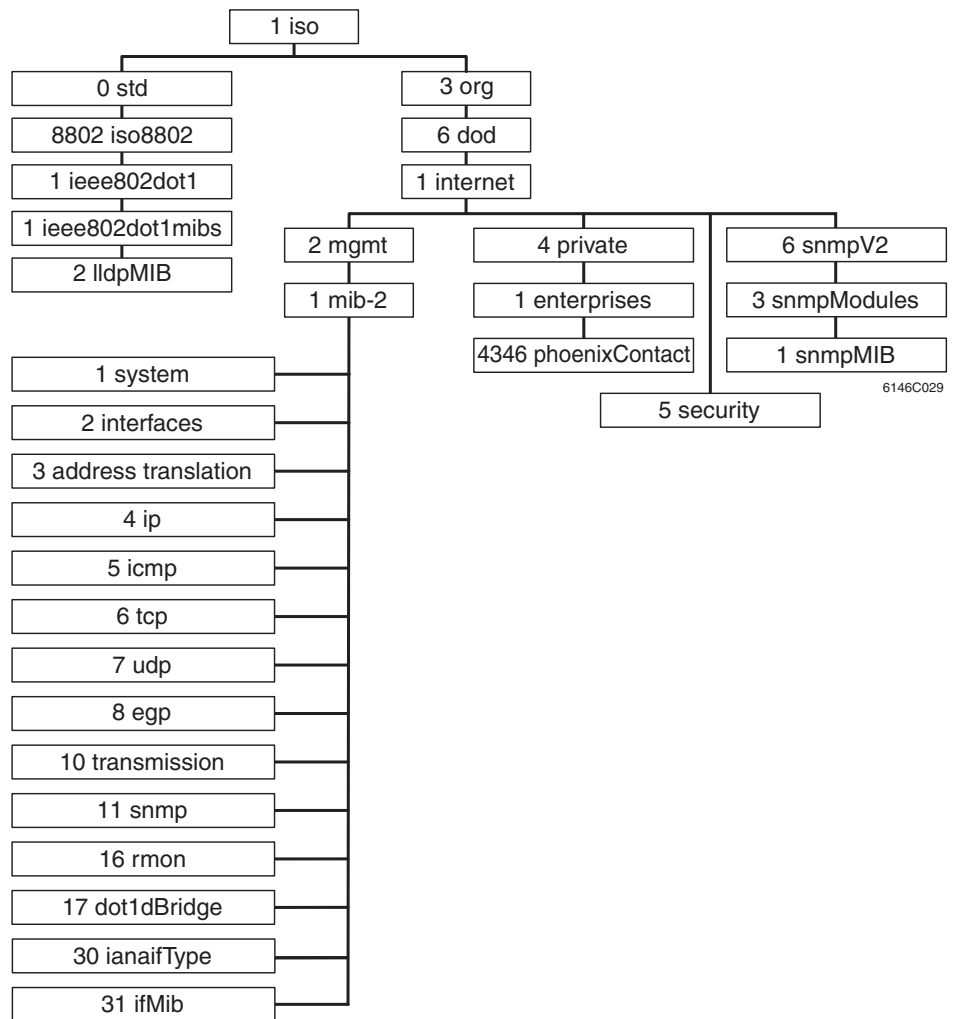 1 iso
0 std
3 org
8802 iso8802
6 dod
1 ieee802dot1
1 internet
1 ieee802dot1mibs
2 mgmt
4 private
6 snmpV2
2 lldpMIB
1 mib-2
1 enterprises
3 snmpModules
4346 phoenixContact
1 snmpMIB
6146C029
5 security
1 system
2 interfaces
3 address translation
4 ip
5 icmp
6 tcp
7 udp
8 egp
10 transmission
11 snmp
16 rmon
17 dot1dBridge
30 ianaifType
31 ifMib